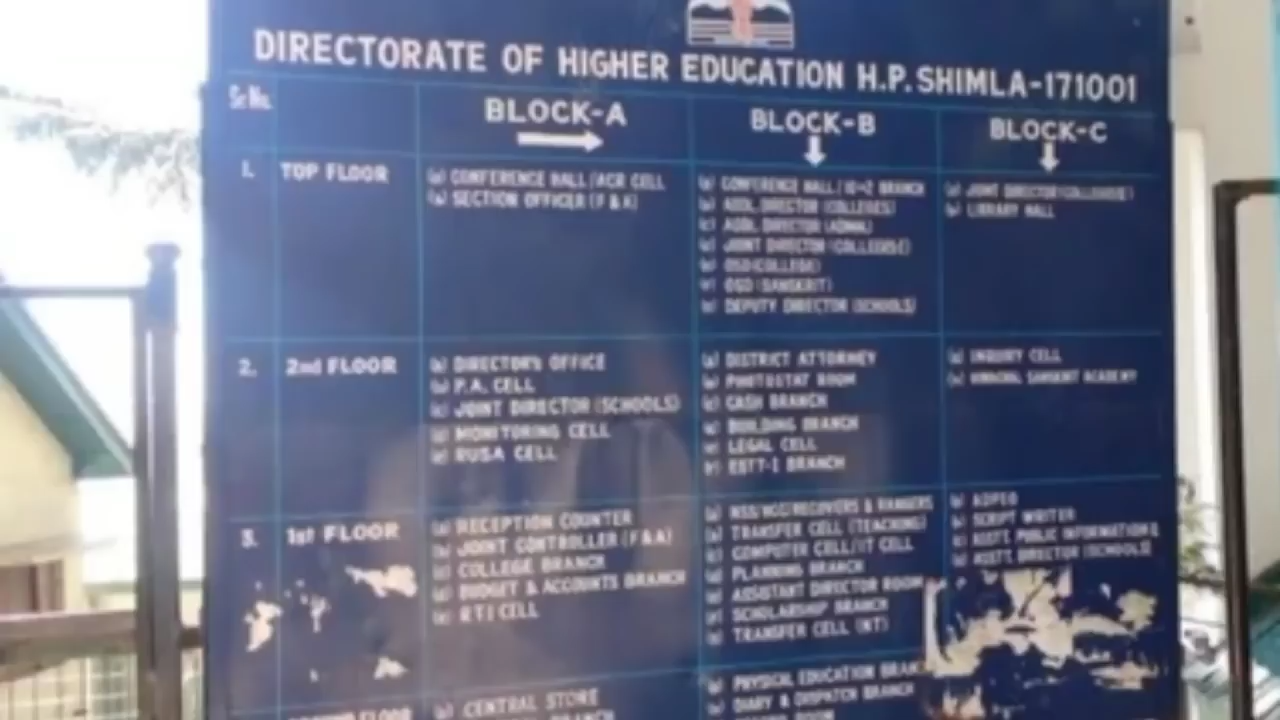 DIRECTORATE OF HIGHER EDUCATION H.P. SHIMLA-171001
Sr No.
BLOCK-A
BLOCK-B
BLOCK-C
1. TOP FLOOR
(a) CONFERENCE HALL/ACR CELL
(b) SECTION OFFICER (F & A)
(a) CONFERENCE HALL/10+2 BRANCH
(b) ADDL. DIRECTOR (COLLEGES)
(c) ADDL. DIRECTOR (ADMN.)
(d) JOINT DIRECTOR
(e) OSD (COLLEGE)
(f) OSD (SANSKRIT)
(g) DEPUTY DIRECTOR (SCHOOLS)
(a) JOINT DIRECTOR
(b) LIBRARY HALL
2. 2nd FLOOR
(a) DIRECTOR's OFFICE
(b) P.A. CELL
(c) JOINT DIRECTOR (SCHOOLS)
(d) MONITORING CELL
(e) RUSA CELL
(a) DISTRICT ATTORNEY
(b) PHOTOSTAT ROOM
(c) CASH BRANCH
(d) BUILDING BRANCH
(e) LEGAL CELL
(f) ESTT-I BRANCH
(a) INQUIRY CELL
(b) HIMACHAL SANSKRIT ACADEMY
3. 1st FLOOR
(a) RECEPTION COUNTER
(b) JOINT CONTROLLER (F&A)
(c) COLLEGE BRANCH
(d) BUDGET & ACCOUNTS BRANCH
(e) RTI CELL
& RANGERS
TRANSFER CELL (TEACHING)
COMPUTER CELL/IT CELL
PLANNING BRANCH
ASSISTANT DIRECTOR ROOM
SCHOLARSHIP BRANCH
TRANSFER CELL (NT)
SCRIPT WRITER
ASSTT. PUBLIC INFORMATION
ASSTT. DIRECTOR (SCHOOLS)
FLOOR
(a) CENTRAL STORE
BRANCH
PHYSICAL EDUCATION
DIARY & DISPATCH BRANCH
ROOM